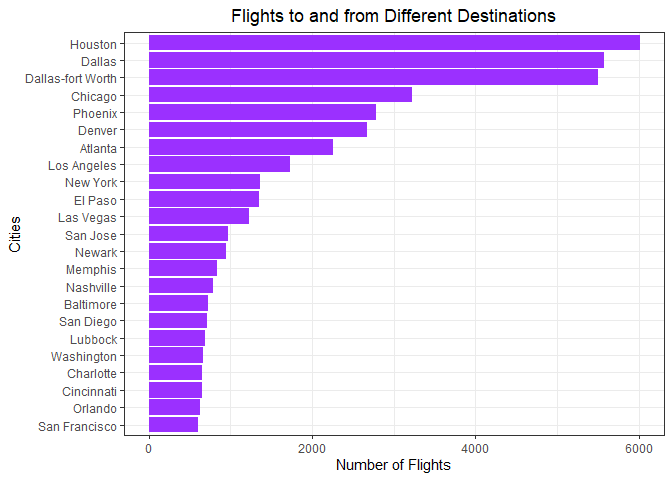 Flights to and from Different Destinations
Houston
Dallas
Dallas-fort Worth
Chicago
Phoenix
Denver
Atlanta
Los Angeles
New York
El Paso
Las Vegas
San Jose
Newark
Memphis
Nashville
Baltimore
San Diego
Lubbock
Washington
Charlotte
Cincinnati
Orlando
San Francisco
Cities
0 2000 4000 6000
Number of Flights